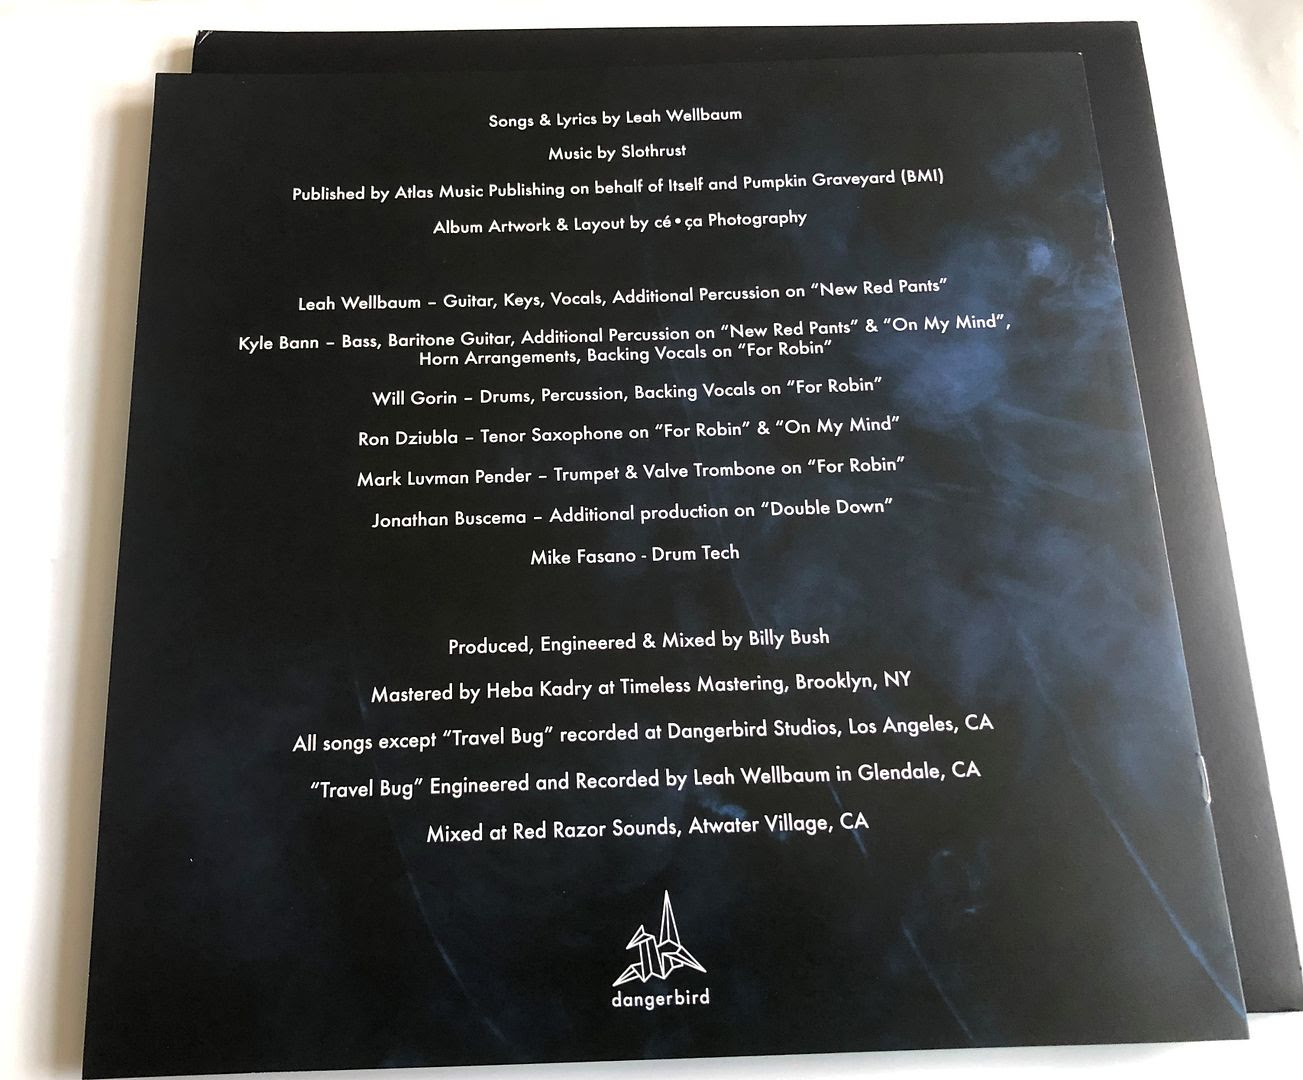 Songs & Lyrics by Leah Wellbaum
Music by Slothrust
Published by Atlas Music Publishing on behalf of Itself and Pumpkin Graveyard (BMI)
Album Artwork & Layout by cé•ça Photography
Leah Wellbaum – Guitar, Keys, Vocals, Additional Percussion on “New Red Pants”
Kyle Bann – Bass, Baritone Guitar, Additional Percussion on “New Red Pants” & “On My Mind”,
Horn Arrangements, Backing Vocals on “For Robin”
Will Gorin – Drums, Percussion, Backing Vocals on “For Robin”
Ron Dziubla – Tenor Saxophone on “For Robin” & “On My Mind”
Mark Luvman Pender – Trumpet & Valve Trombone on “For Robin”
Jonathan Buscema – Additional production on “Double Down”
Mike Fasano - Drum Tech
Produced, Engineered & Mixed by Billy Bush
Mastered by Heba Kadry at Timeless Mastering, Brooklyn, NY
All songs except “Travel Bug” recorded at Dangerbird Studios, Los Angeles, CA
“Travel Bug” Engineered and Recorded by Leah Wellbaum in Glendale, CA
Mixed at Red Razor Sounds, Atwater Village, CA
dangerbird